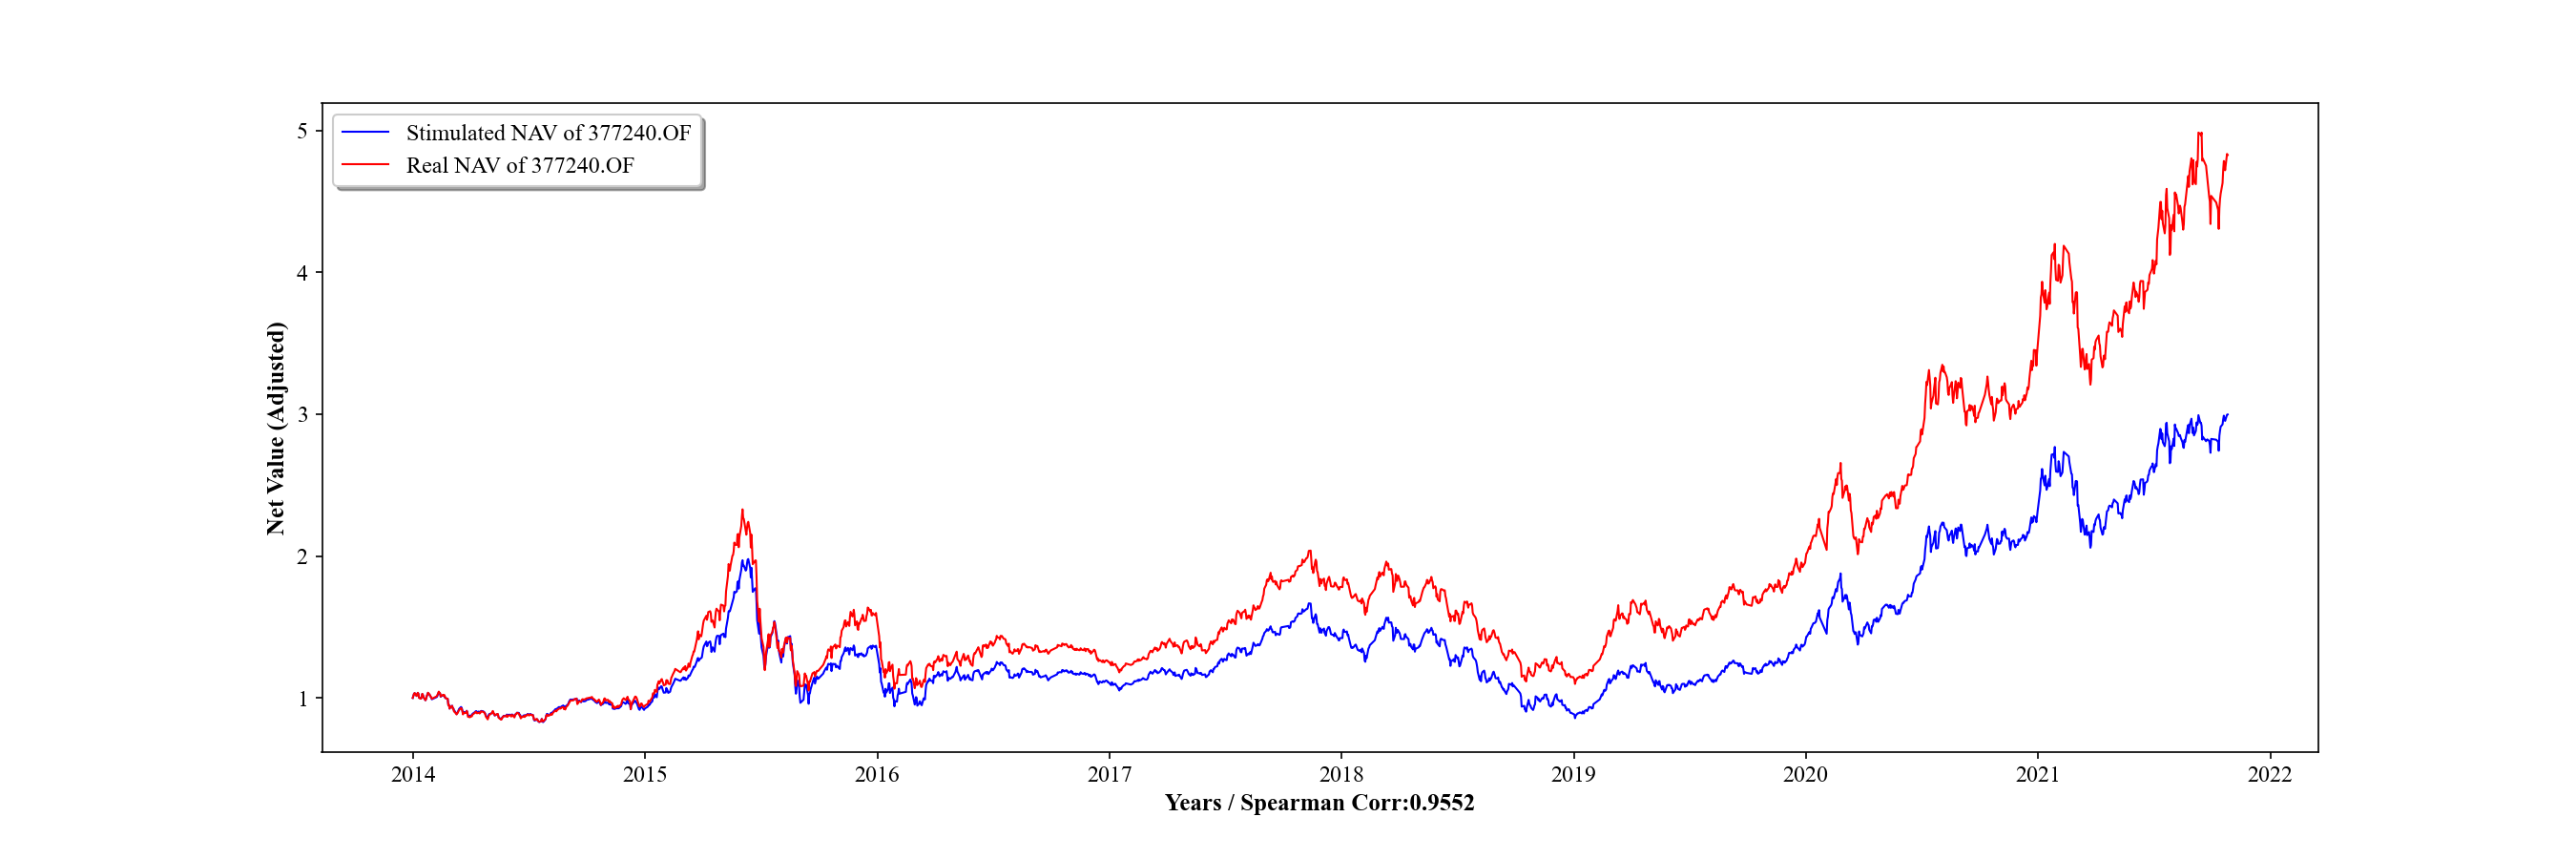 Stimulated NAV of 377240.OF
Real NAV of 377240.OF
Net Value (Adjusted)
5
4
3
2
1
2014 2015 2016 2017 2018 2019 2020 2021 2022
Years / Spearman Corr:0.9552